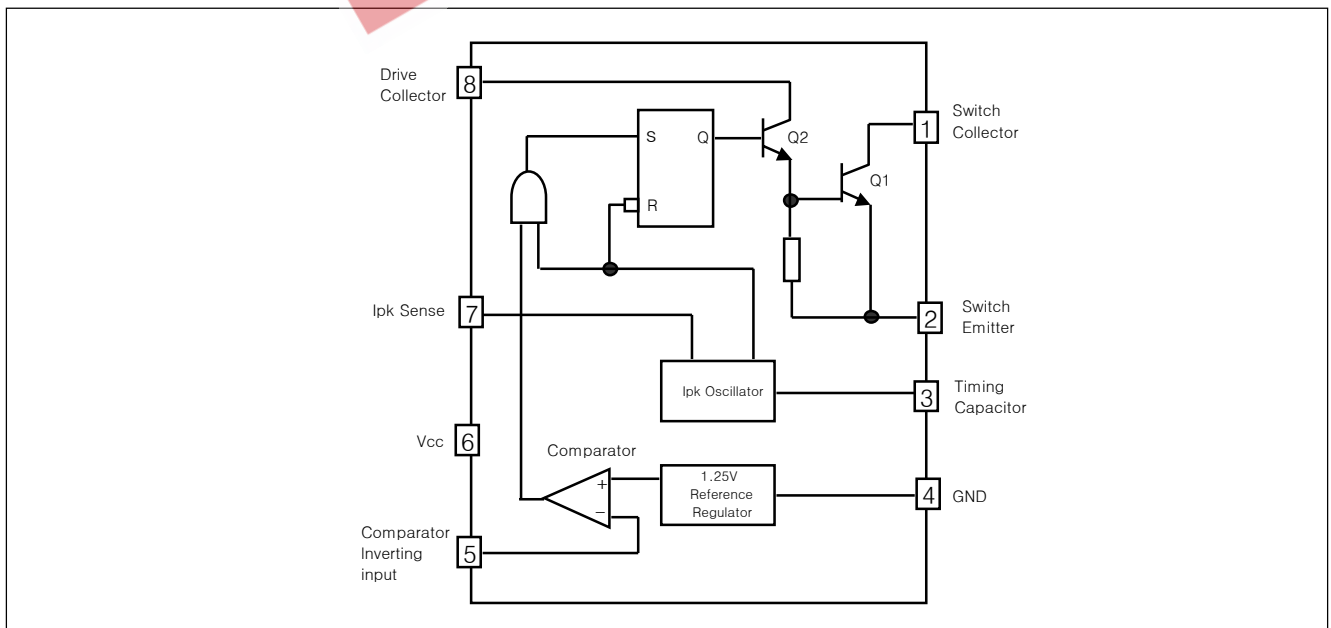 Drive
Collector
8
Switch
Collector
1
S
Q
Q2
Q1
R
Ipk Sense
7
Switch
Emitter
2
Ipk Oscillator
Timing
Capacitor
3
Vcc
6
Comparator
+
−
1.25V
Reference
Regulator
4
GND
Comparator
Inverting
input
5